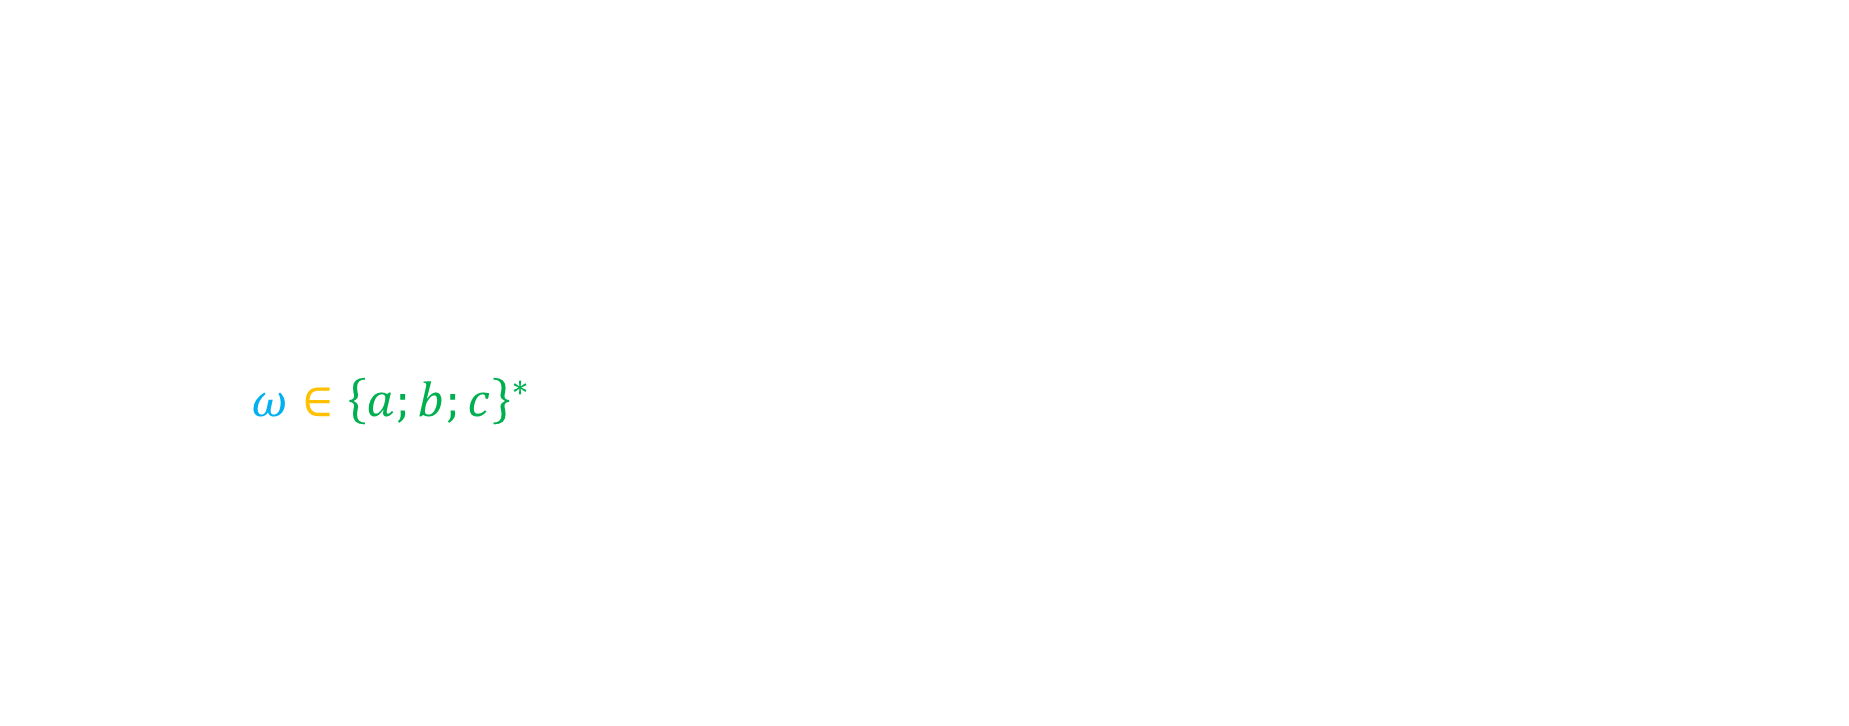 ω ∈ {a; b; c}*